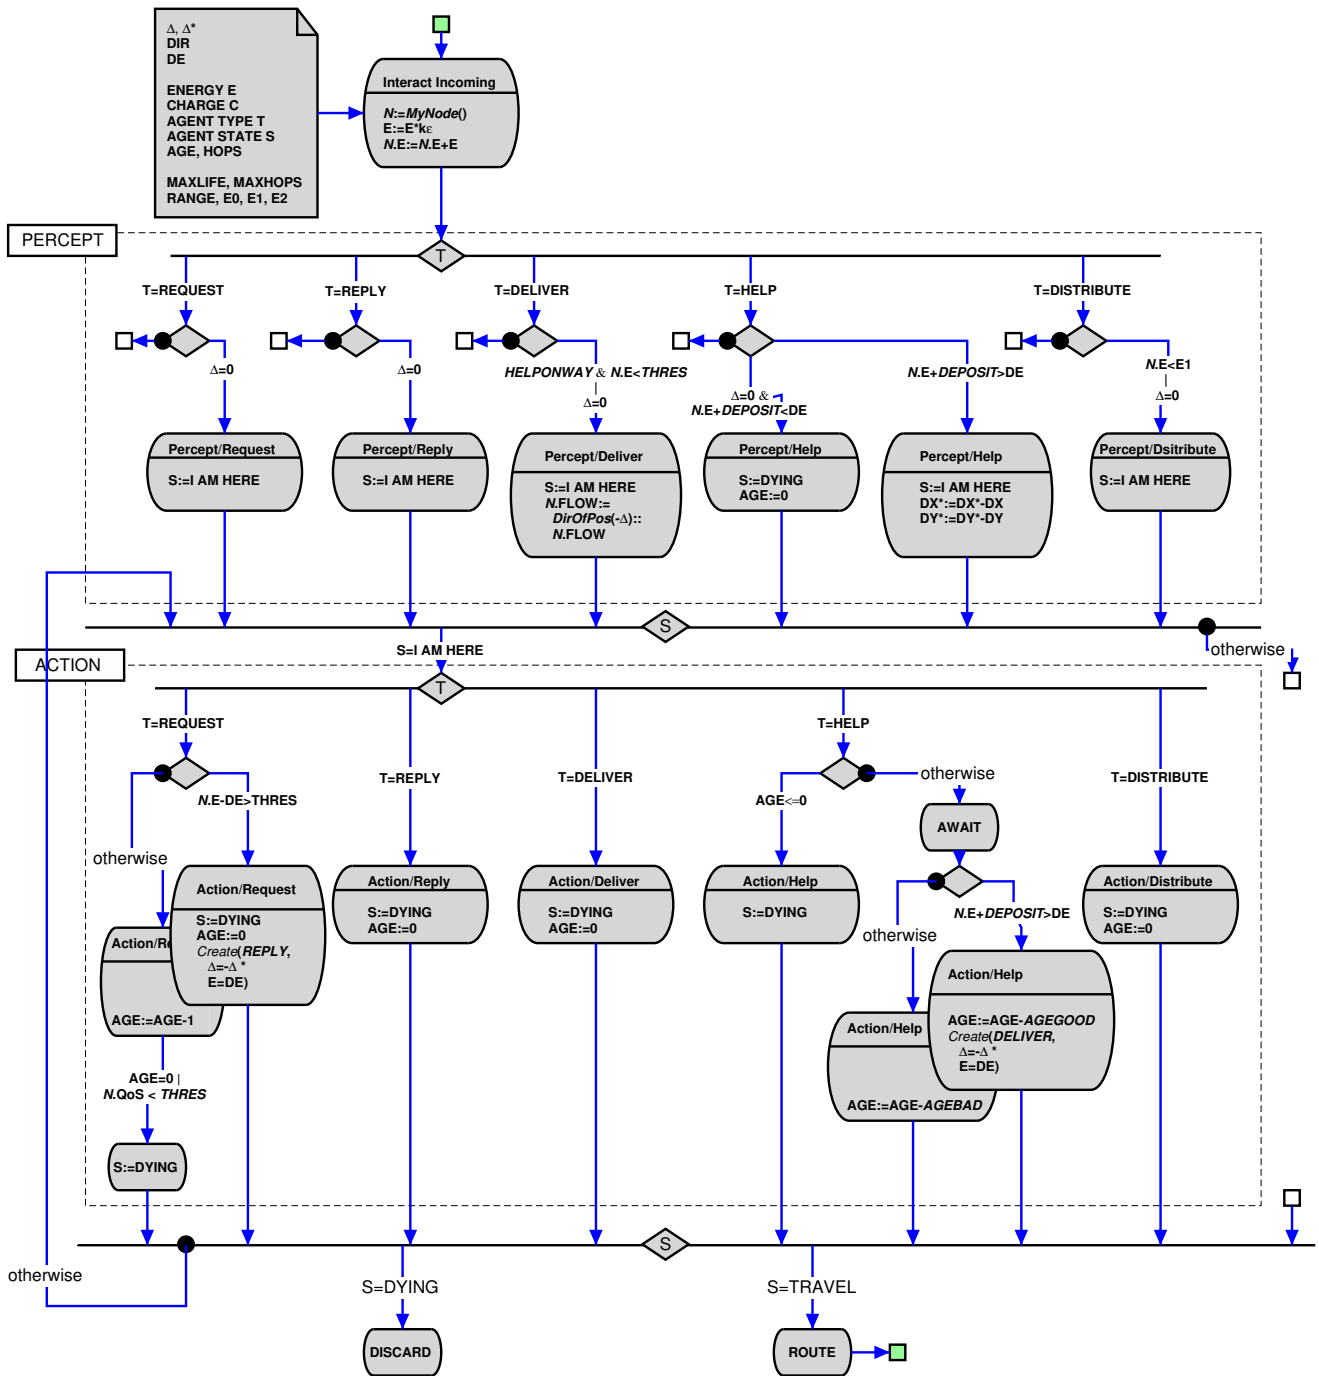 Δ, Δ*
DIR
DE
ENERGY E
CHARGE C
AGENT TYPE T
AGENT STATE S
AGE, HOPS
MAXLIFE, MAXHOPS
RANGE, E0, E1, E2
Interact Incoming
N:=MyNode()
E:=E*kε
N.E:=N.E+E
PERCEPT
T
T=REQUEST
T=REPLY
T=DELIVER
T=HELP
T=DISTRIBUTE
Δ=0
Δ=0
HELPONWAY & N.E<THRES
|
Δ=0
Δ=0 &
N.E+DEPOSIT<DE
N.E+DEPOSIT>DE
N.E<E1
|
Δ=0
Percept/Request
S:=I AM HERE
Percept/Reply
S:=I AM HERE
Percept/Deliver
S:=I AM HERE
N.FLOW:=
DirOfPos(-Δ)::
N.FLOW
Percept/Help
S:=DYING
AGE:=0
Percept/Help
S:=I AM HERE
DX*:=DX*-DX
DY*:=DY*-DY
Percept/Dsitribute
S:=I AM HERE
S
S=I AM HERE
otherwise
ACTION
T
T=REQUEST
T=REPLY
T=DELIVER
T=HELP
T=DISTRIBUTE
otherwise
N.E-DE>THRES
AGE<=0
otherwise
AWAIT
otherwise
N.E+DEPOSIT>DE
Action/Re
AGE:=AGE-1
Action/Request
S:=DYING
AGE:=0
Create(REPLY,
Δ=-Δ *
E=DE)
Action/Reply
S:=DYING
AGE:=0
Action/Deliver
S:=DYING
AGE:=0
Action/Help
S:=DYING
Action/Help
AGE:=AGE-AGEBAD
Action/Help
AGE:=AGE-AGEGOOD
Create(DELIVER,
Δ=-Δ *
E=DE)
Action/Distribute
S:=DYING
AGE:=0
AGE=0 |
N.QoS < THRES
S:=DYING
S
otherwise
S=DYING
S=TRAVEL
DISCARD
ROUTE